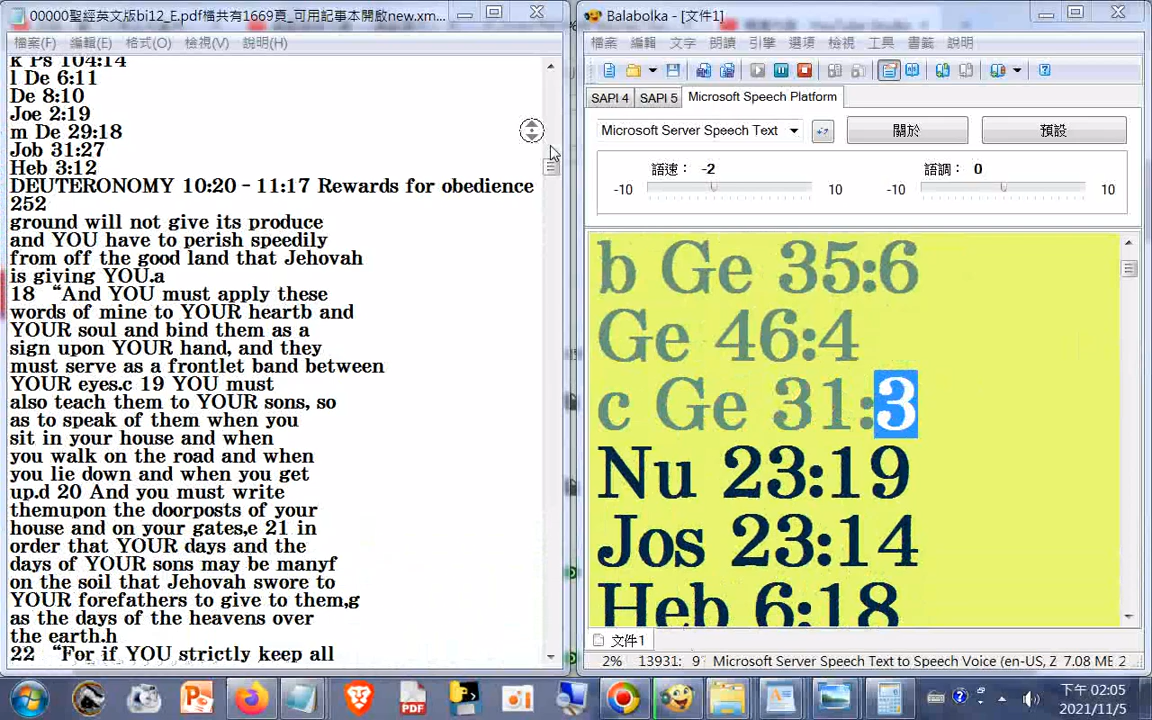 00000聖經英文版bi12_E.pdf檔共有1669頁_可用記事本開啟new.xm...
檔案(F) 編輯(E) 格式(O) 檢視(V) 說明(H)
k Ps 104:14
l De 6:11
De 8:10
Joe 2:19
m De 29:18
Job 31:27
Heb 3:12
DEUTERONOMY 10:20-11:17 Rewards for obedience
252
ground will not give its produce
and YOU have to perish speedily
from off the good land that Jehovah
is giving YOU.a
18 “And YOU must apply these
words of mine to YOUR heartb and
YOUR soul and bind them as a
sign upon YOUR hand, and they
must serve as a frontlet band between
YOUR eyes.c 19 YOU must
also teach them to YOUR sons, so
as to speak of them when you
sit in your house and when
you walk on the road and when
you lie down and when you get
up.d 20 And you must write
themupon the doorposts of your
house and on your gates,e 21 in
order that YOUR days and the
days of YOUR sons may be manyf
on the soil that Jehovah swore to
YOUR forefathers to give to them,g
as the days of the heavens over
the earth.h
22 “For if YOU strictly keep all
Balabolka - [文件1]
檔案 編輯 文字 朗讀 引擎 選項 檢視 工具 書籤 說明
SAPI 4 SAPI 5 Microsoft Speech Platform
Microsoft Server Speech Text 關於 預設
語速: -2 語調: 0
-10 10 -10 10
b Ge 35:6
Ge 46:4
c Ge 31:3
Nu 23:19
Jos 23:14
Heb 6:18
文件1
2% 13931: 9 Microsoft Server Speech Text to Speech Voice (en-US, Z 7.08 MB 2
下午 02:05
2021/11/5